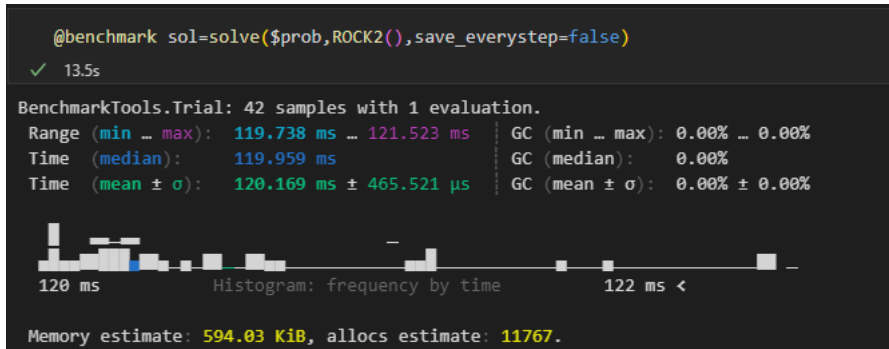 @benchmark sol=solve($prob,ROCK2(),save_everystep=false)
✓ 13.5s
BenchmarkTools.Trial: 42 samples with 1 evaluation.
Range (min … max): 119.738 ms … 121.523 ms ┊ GC (min … max): 0.00% … 0.00%
Time (median): 119.959 ms ┊ GC (median): 0.00%
Time (mean ± σ): 120.169 ms ± 465.521 μs ┊ GC (mean ± σ): 0.00% ± 0.00%
120 ms Histogram: frequency by time 122 ms <
Memory estimate: 594.03 KiB, allocs estimate: 11767.